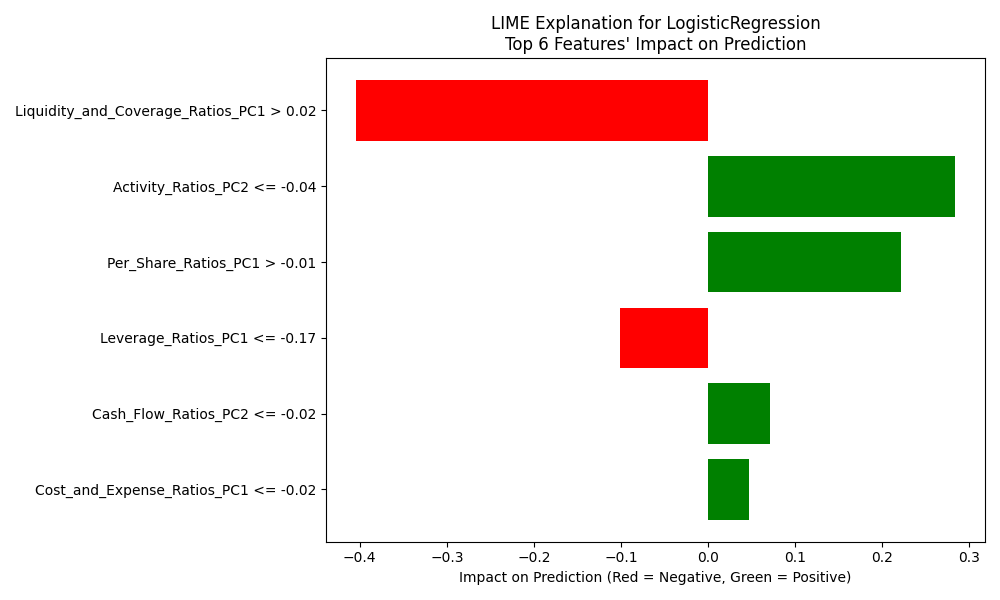 LIME Explanation for LogisticRegression
Top 6 Features' Impact on Prediction
Liquidity_and_Coverage_Ratios_PC1 > 0.02
Activity_Ratios_PC2 <= -0.04
Per_Share_Ratios_PC1 > -0.01
Leverage_Ratios_PC1 <= -0.17
Cash_Flow_Ratios_PC2 <= -0.02
Cost_and_Expense_Ratios_PC1 <= -0.02
−0.4 −0.3 −0.2 −0.1 0.0 0.1 0.2 0.3
Impact on Prediction (Red = Negative, Green = Positive)